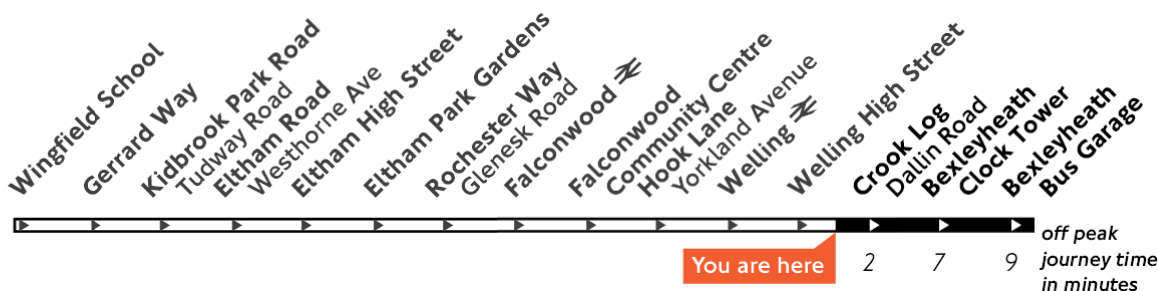 Wingfield School
Gerrard Way
Kidbrook Park Road
Tudway Road
Eltham Road
Westhorne Ave
Eltham High Street
Eltham Park Gardens
Rochester Way
Glenesk Road
Falconwood
Falconwood
Community Centre
Hook Lane
Yorkland Avenue
Welling
Welling High Street
Crook Log
Dallin Road
Bexleyheath
Clock Tower
Bexleyheath
Bus Garage
You are here
2
7
9
off peak
journey time
in minutes